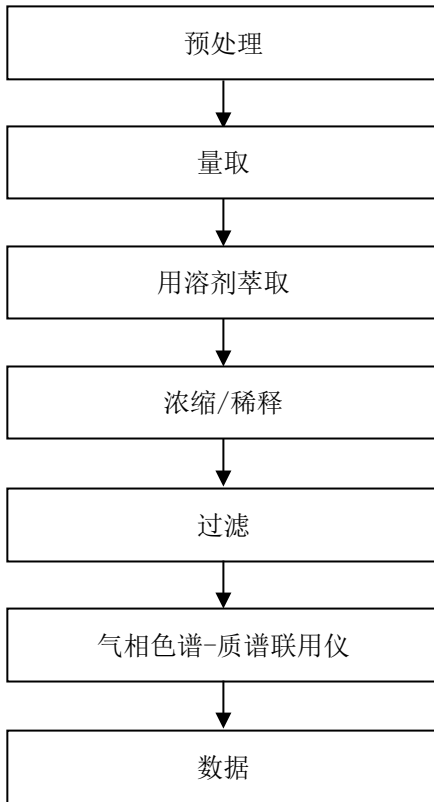 预处理
量取
用溶剂萃取
浓缩/稀释
过滤
气相色谱-质谱联用仪
数据